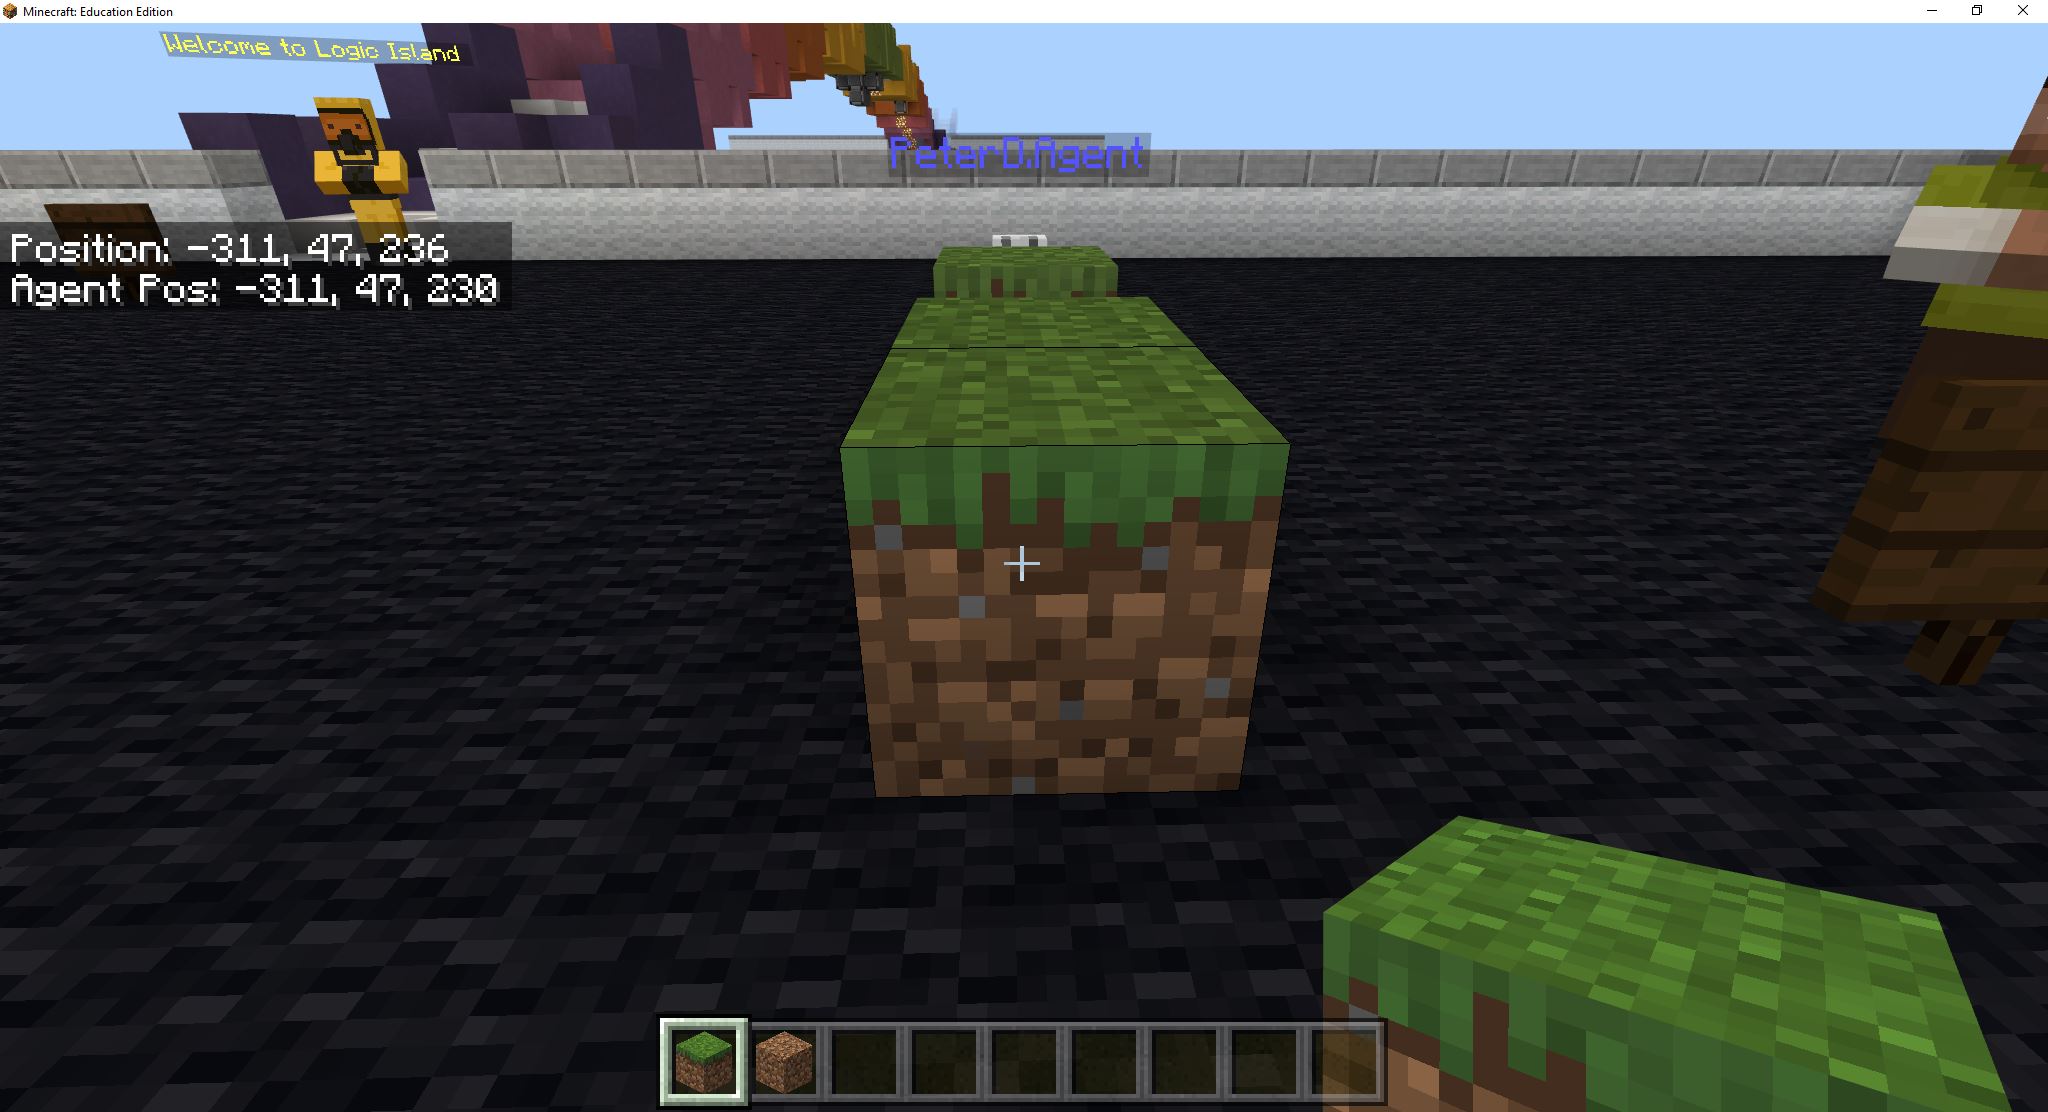 Minecraft: Education Edition
Welcome to Logic Island
PeterD.Agent
Position: -311, 47, 236
Agent Pos: -311, 47, 230